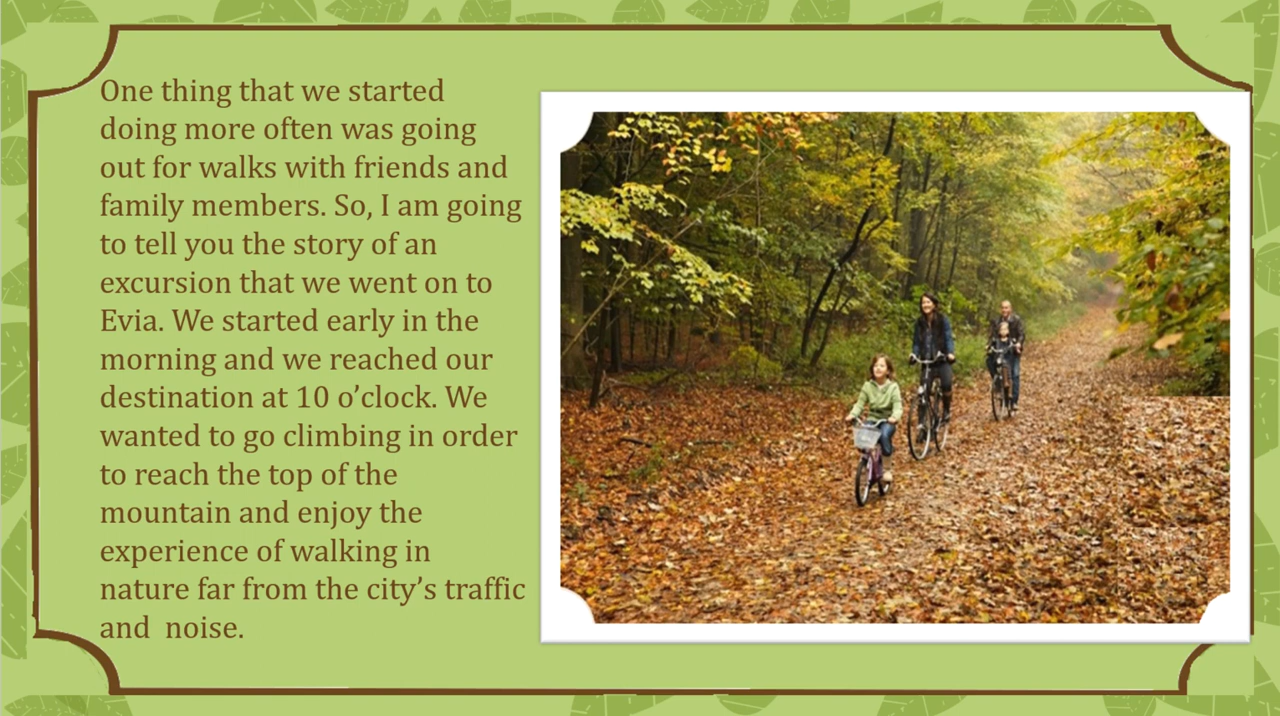 One thing that we started
doing more often was going
out for walks with friends and
family members. So, I am going
to tell you the story of an
excursion that we went on to
Evia. We started early in the
morning and we reached our
destination at 10 o’clock. We
wanted to go climbing in order
to reach the top of the
mountain and enjoy the
experience of walking in
nature far from the city’s traffic
and  noise.